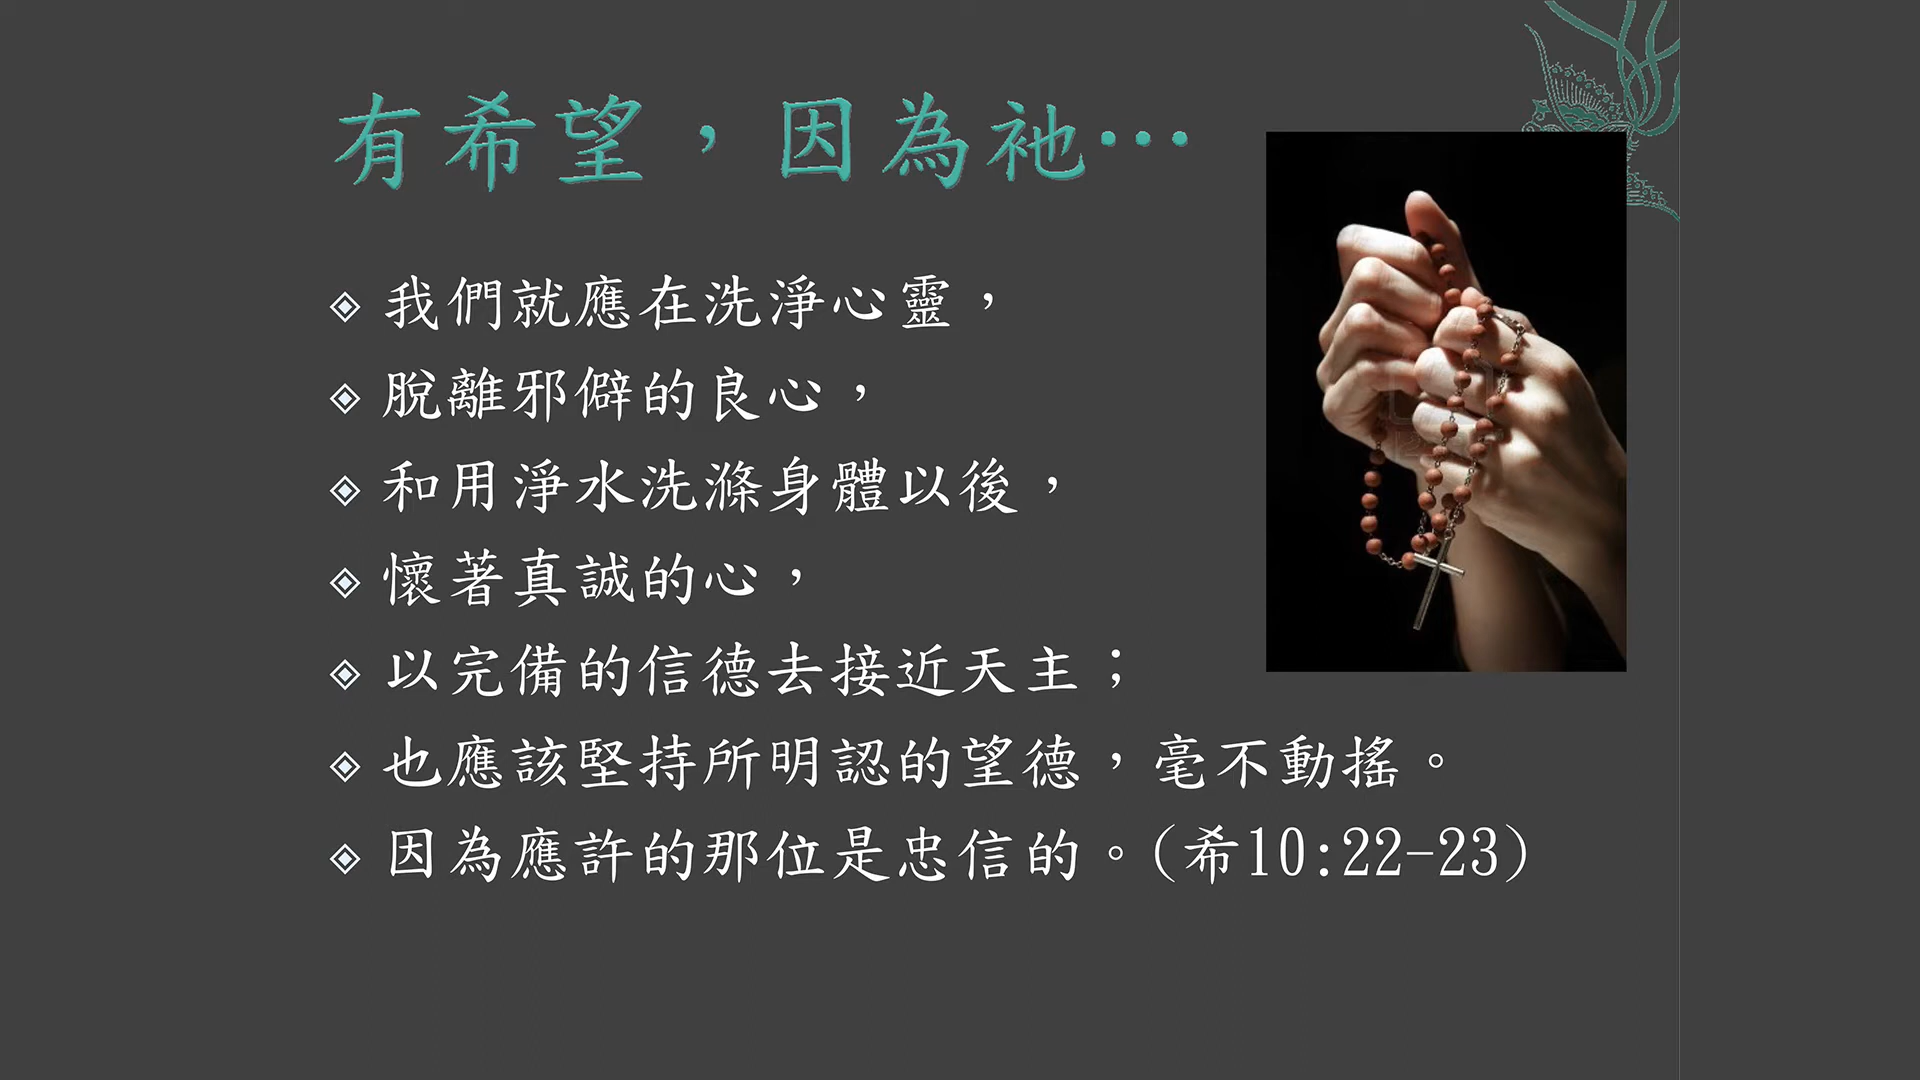 有希望，因為祂…
我們就應在洗淨心靈，
脫離邪僻的良心，
和用淨水洗滌身體以後，
懷著真誠的心，
以完備的信德去接近天主；
也應該堅持所明認的望德，毫不動搖。
因為應許的那位是忠信的。(希10:22-23)